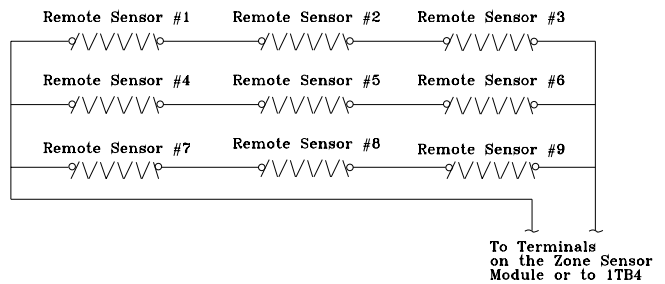 Remote Sensor #1 Remote Sensor #2 Remote Sensor #3
Remote Sensor #4 Remote Sensor #5 Remote Sensor #6
Remote Sensor #7 Remote Sensor #8 Remote Sensor #9
To Terminals
on the Zone Sensor
Module or to 1TB4